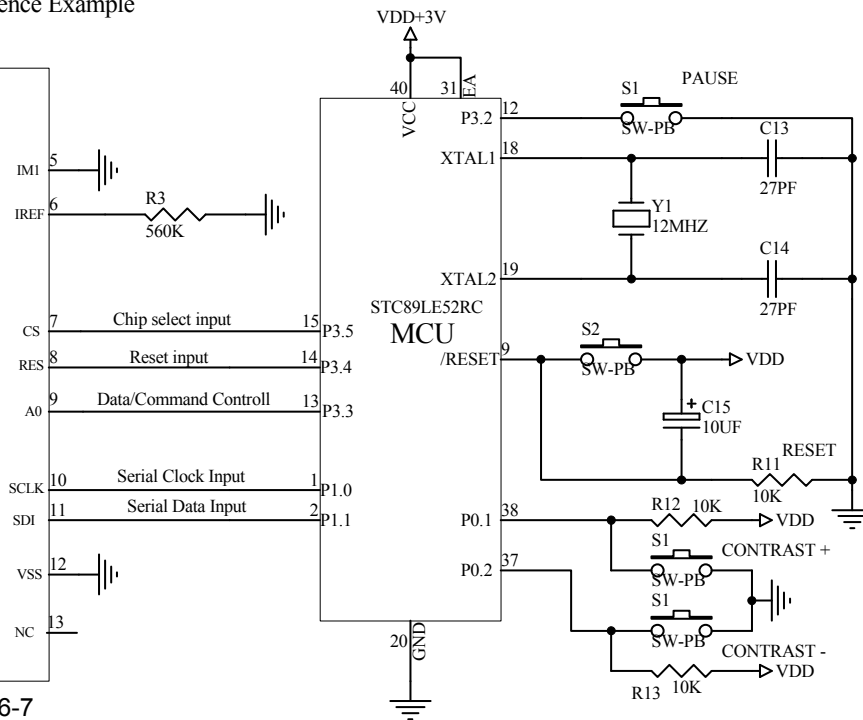 ence Example
VDD+3V
40
31
VCC
EA
IM1
5
IREF
6
R3
560K
CS
7
Chip select input
15
P3.5
RES
8
Reset input
14
P3.4
A0
9
Data/Command Controll
13
P3.3
SCLK
10
Serial Clock Input
1
P1.0
SDI
11
Serial Data Input
2
P1.1
VSS
12
NC
13
6-7
STC89LE52RC
MCU
20
GND
P3.2
12
S1
PAUSE
SW-PB
XTAL1
18
C13
27PF
Y1
12MHZ
XTAL2
19
C14
27PF
/RESET
9
S2
SW-PB
VDD
C15
10UF
+
R11
RESET
10K
P0.1
38
R12
10K
VDD
S1
CONTRAST +
SW-PB
P0.2
37
S1
SW-PB
CONTRAST -
R13
10K
VDD